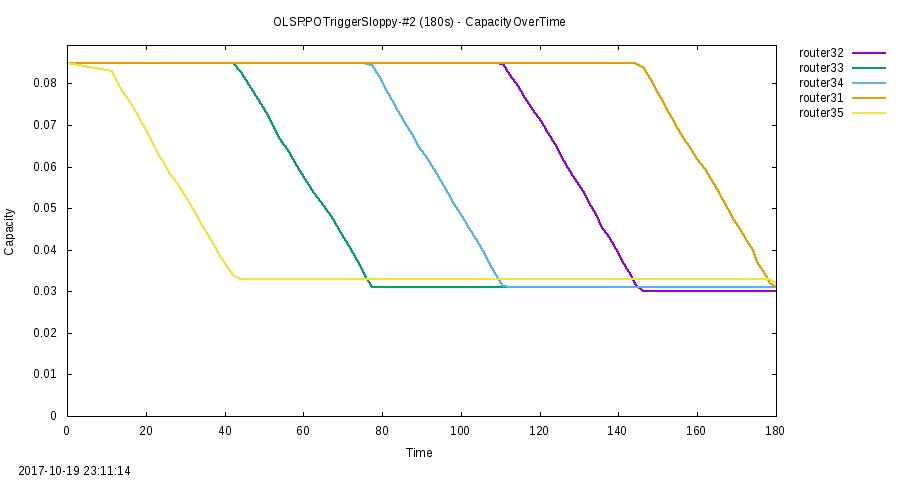 OLSRPOTriggerSloppy-#2 (180s) - CapacityOverTime
router32
router33
router34
router31
router35
0.08
0.07
0.06
0.05
0.04
0.03
0.02
0.01
0
Capacity
0 20 40 60 80 100 120 140 160 180
Time
2017-10-19 23:11:14